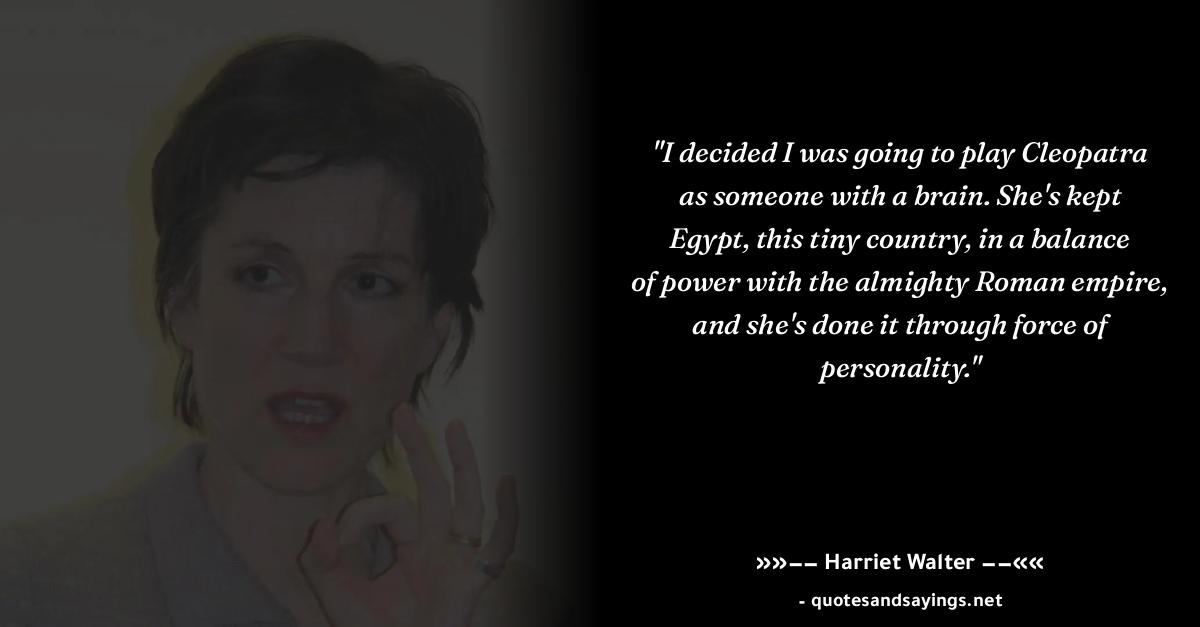 "I decided I was going to play Cleopatra
as someone with a brain. She's kept
Egypt, this tiny country, in a balance
of power with the almighty Roman empire,
and she's done it through force of
personality."
»»−− Harriet Walter −−««
- quotesandsayings.net